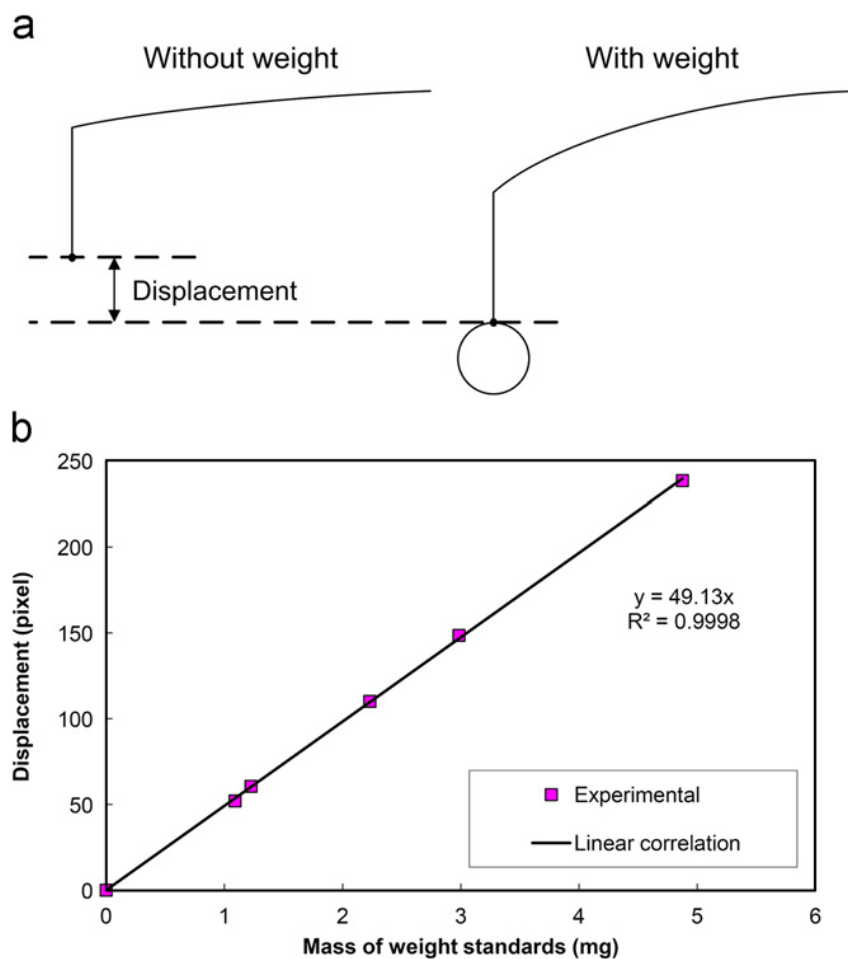 a
Without weight
With weight
Displacement
b
250
200
150
100
50
0
Displacement (pixel)
y = 49.13x
R² = 0.9998
Experimental
Linear correlation
0 1 2 3 4 5 6
Mass of weight standards (mg)